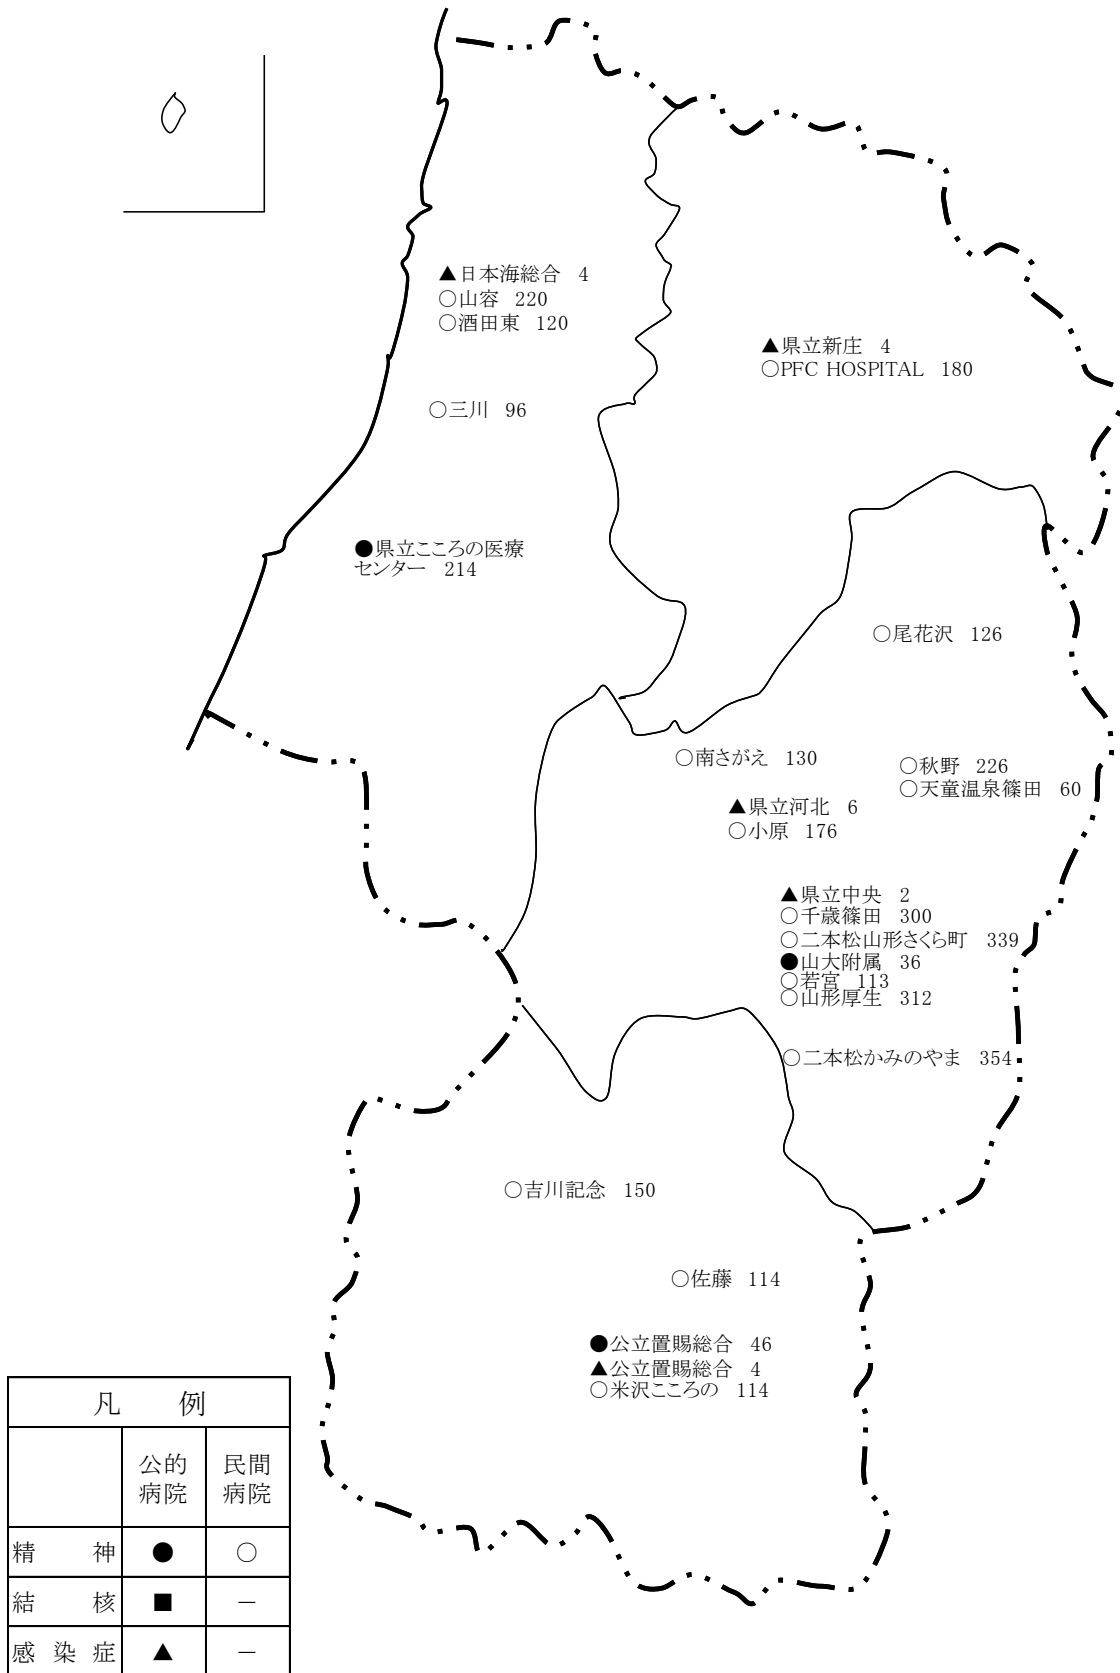 ▲日本海総合 4
○山容 220
○酒田東 120
▲県立新庄 4
○PFC HOSPITAL 180
○三川 96
●県立こころの医療
センター 214
○尾花沢 126
○南さがえ 130
○秋野 226
○天童温泉篠田 60
▲県立河北 6
○小原 176
▲県立中央 2
○千歳篠田 300
○二本松山形さくら町 339
●山大附属 36
○若宮 113
○山形厚生 312
○二本松かみのやま 354
○吉川記念 150
○佐藤 114
●公立置賜総合 46
▲公立置賜総合 4
○米沢こころの 114
凡 例
公的病院 民間病院
精 神 ● ○
結 核 ■ －
感 染 症 ▲ －